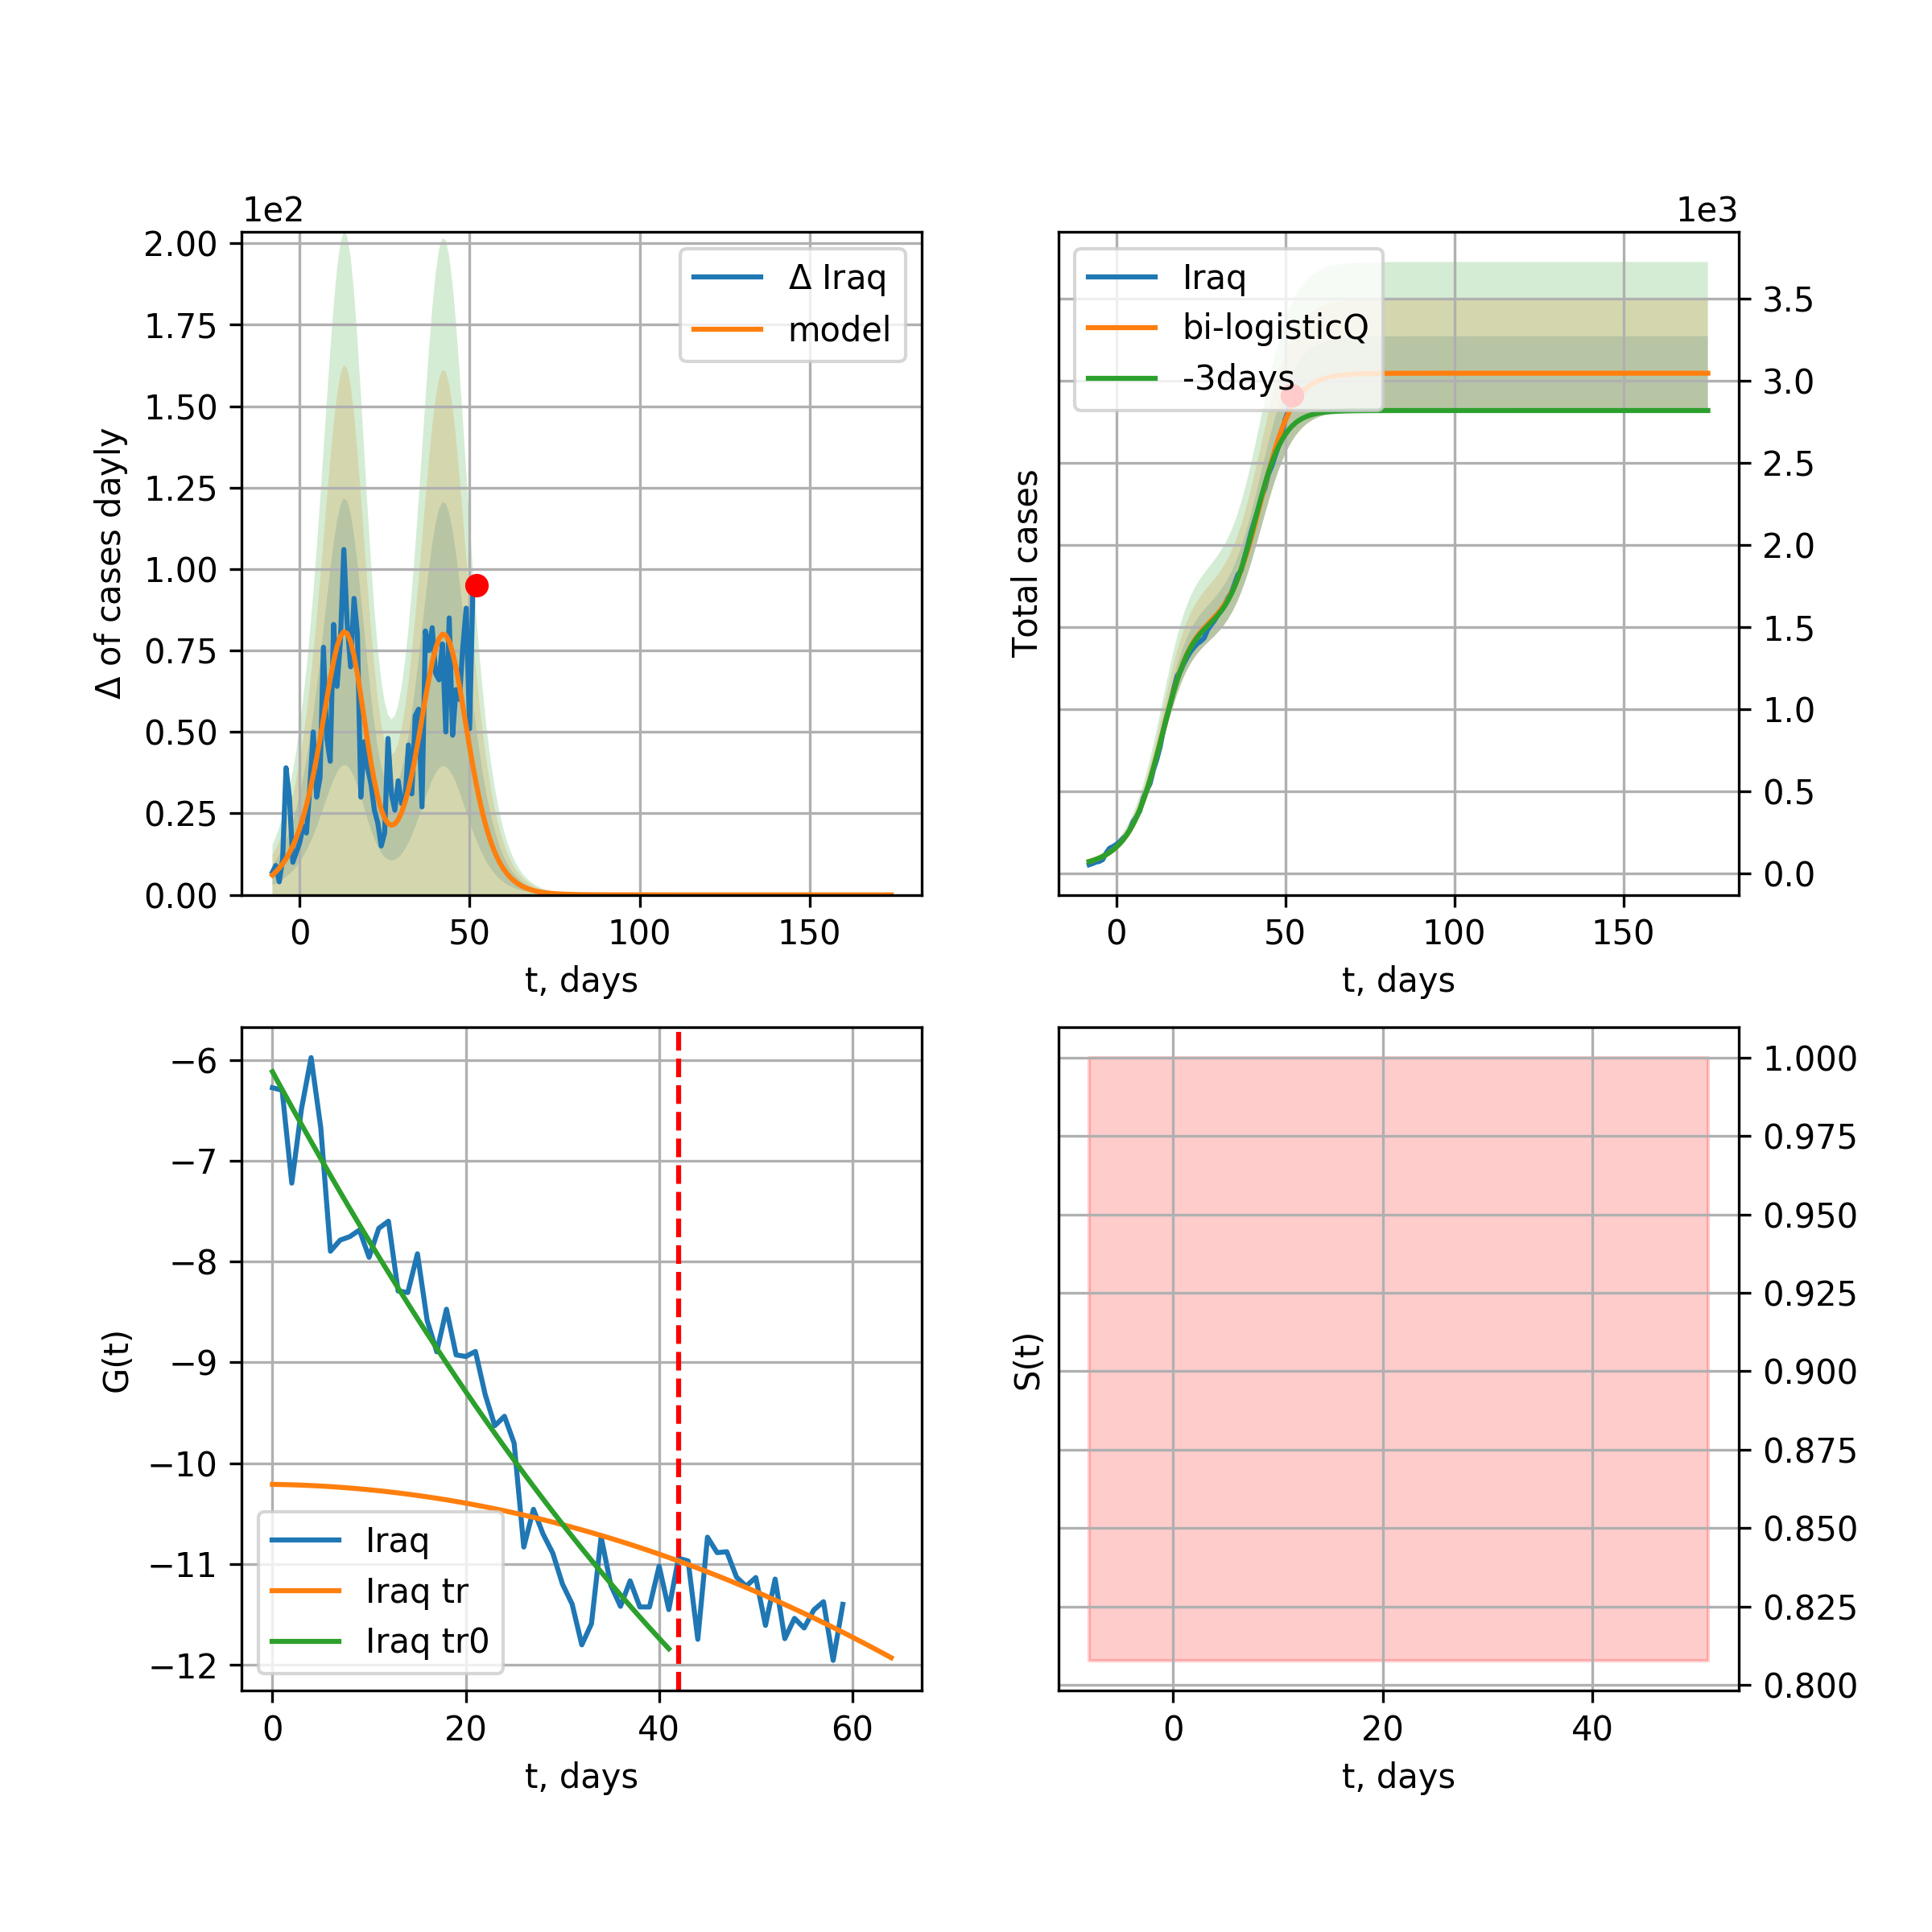 1e2
2.00
1.75
1.50
1.25
1.00
0.75
0.50
0.25
0.00
Δ of cases dayly
Δ Iraq
model
0 50 100 150
t, days
1e3
Total cases
Iraq
bi-logisticQ
-3days
3.5
3.0
2.5
2.0
1.5
1.0
0.5
0.0
0 50 100 150
t, days
−6
−7
−8
−9
−10
−11
−12
G(t)
Iraq
Iraq tr
Iraq tr0
0 20 40 60
t, days
S(t)
1.000
0.975
0.950
0.925
0.900
0.875
0.850
0.825
0.800
0 20 40
t, days